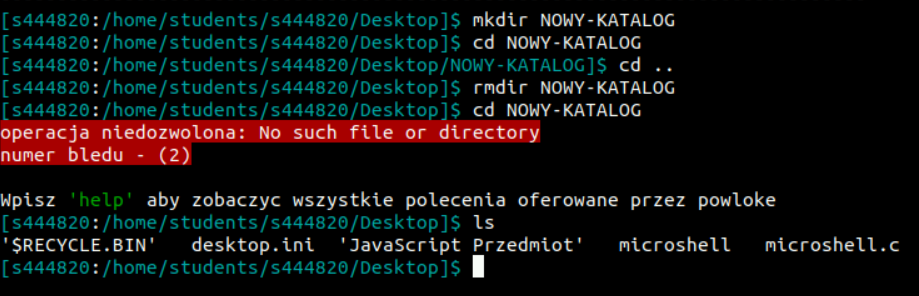 [s444820:/home/students/s444820/Desktop]$ mkdir NOWY-KATALOG
[s444820:/home/students/s444820/Desktop]$ cd NOWY-KATALOG
[s444820:/home/students/s444820/Desktop/NOWY-KATALOG]$ cd ..
[s444820:/home/students/s444820/Desktop]$ rmdir NOWY-KATALOG
[s444820:/home/students/s444820/Desktop]$ cd NOWY-KATALOG
operacja niedozwolona: No such file or directory
numer bledu - (2)
Wpisz 'help' aby zobaczyc wszystkie polecenia oferowane przez powloke
[s444820:/home/students/s444820/Desktop]$ ls
'$RECYCLE.BIN'   desktop.ini  'JavaScript Przedmiot'   microshell   microshell.c
[s444820:/home/students/s444820/Desktop]$